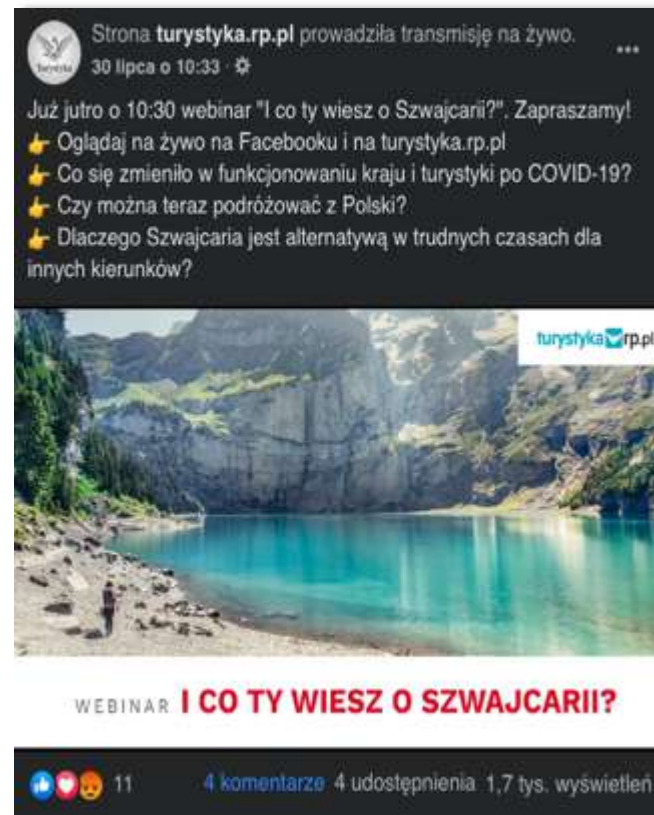 Strona turystyka.rp.pl prowadziła transmisję na żywo.
30 lipca o 10:33 ·
Już jutro o 10:30 webinar "I co ty wiesz o Szwajcarii?". Zapraszamy!
👉 Oglądaj na żywo na Facebooku i na turystyka.rp.pl
👉 Co się zmieniło w funkcjonowaniu kraju i turystyki po COVID-19?
👉 Czy można teraz podróżować z Polski?
👉 Dlaczego Szwajcaria jest alternatywą w trudnych czasach dla
innych kierunków?
turystyka rp.pl
WEBINAR I CO TY WIESZ O SZWAJCARII?
11 4 komentarze 4 udostępnienia 1,7 tys. wyświetleń